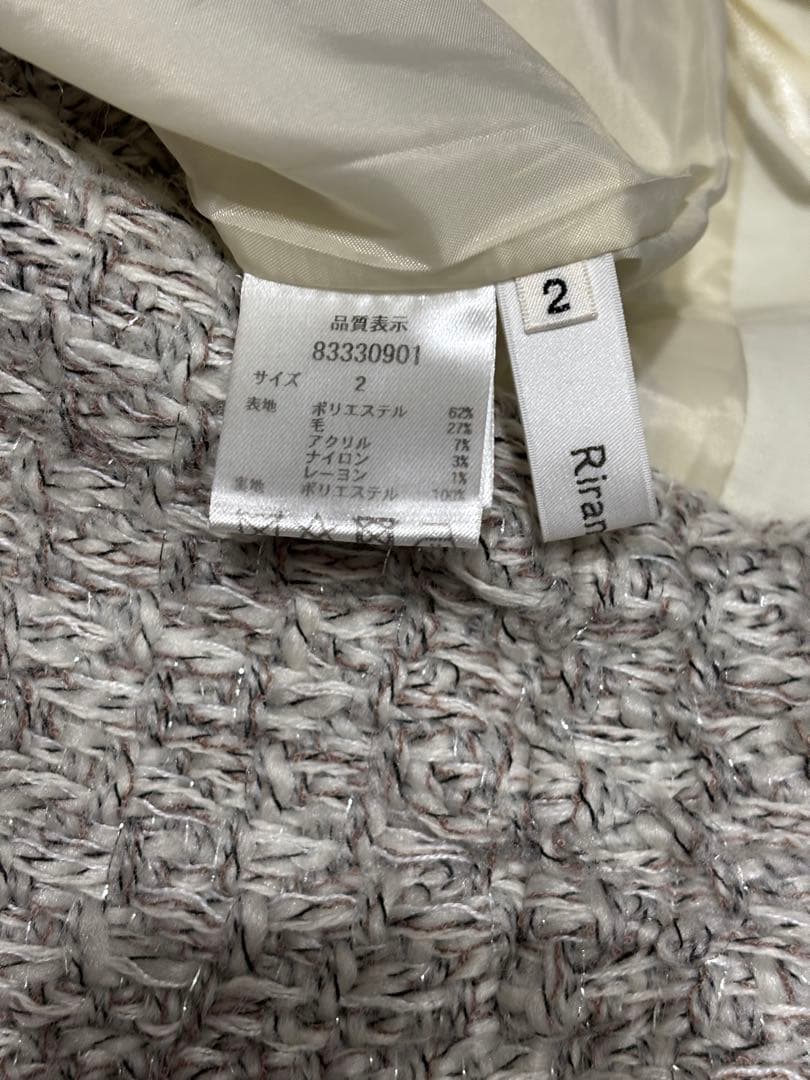 品質表示
83330901
サイズ 2
表地 ポリエステル 62%
毛 27%
アクリル 7%
ナイロン 3%
レーヨン 1%
裏地 ポリエステル 100%
2
Riran